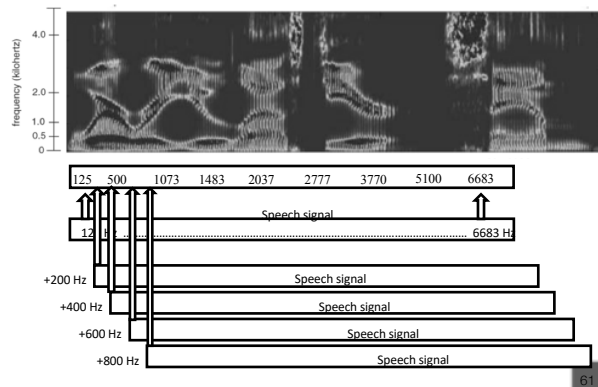 frequency (kilohertz)
4.0
2.0
1.0
0.5
0
125 500 1073 1483 2037 2777 3770 5100 6683
Speech signal
Hz ........................................................... 6683 Hz
+200 Hz Speech signal
+400 Hz Speech signal
+600 Hz Speech signal
+800 Hz Speech signal
61